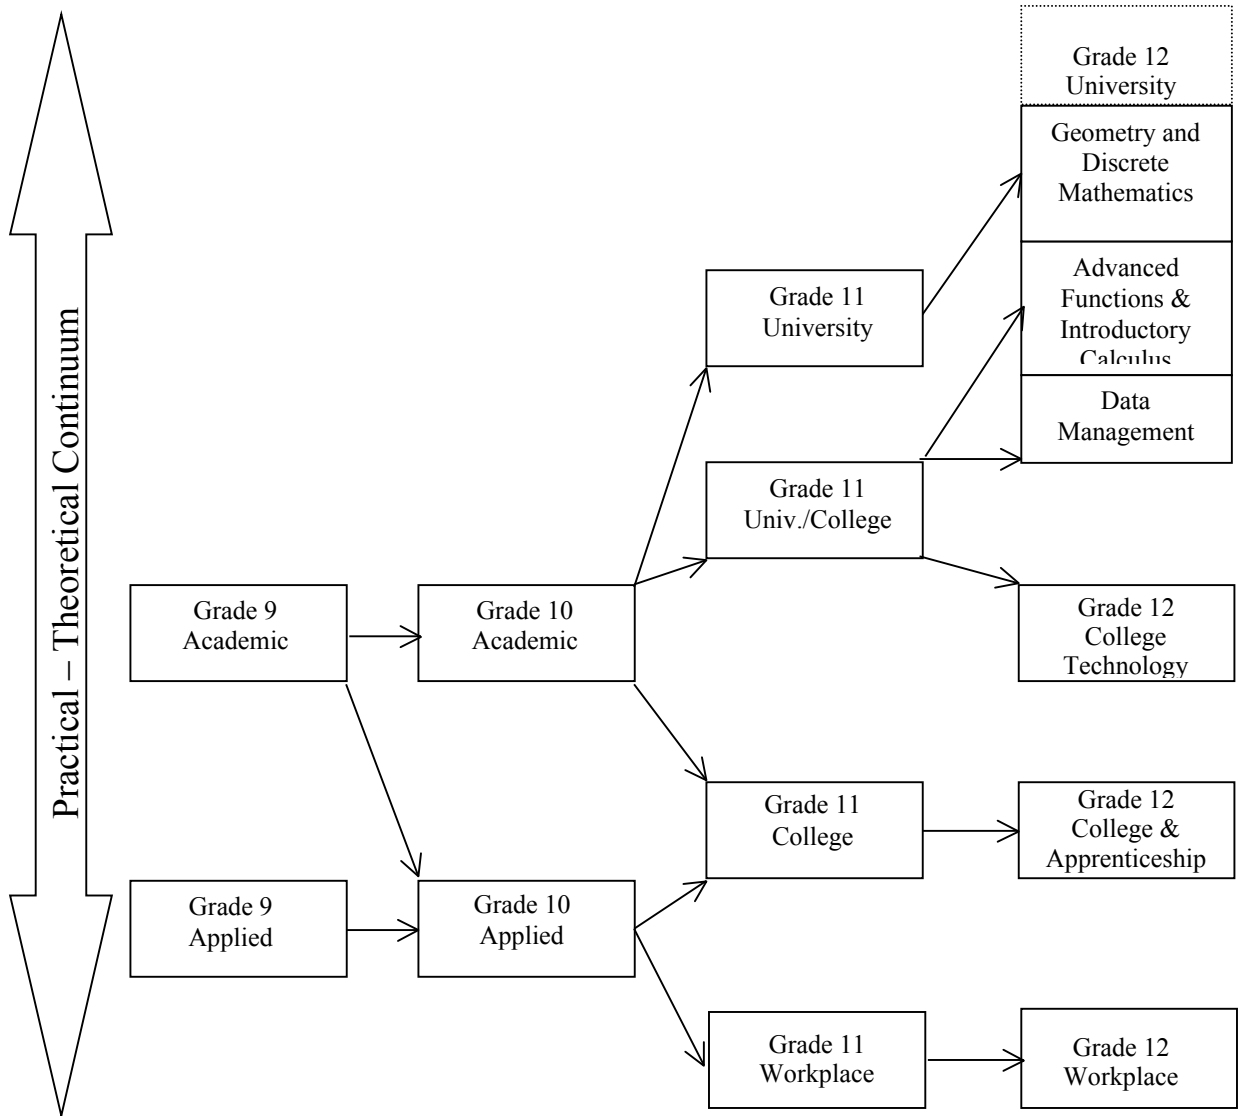 Practical – Theoretical Continuum
Grade 12
University
Geometry and
Discrete
Mathematics
Advanced
Functions &
Introductory
Calculus
Data
Management
Grade 11
University
Grade 11
Univ./College
Grade 9
Academic
Grade 10
Academic
Grade 12
College
Technology
Grade 11
College
Grade 12
College &
Apprenticeship
Grade 9
Applied
Grade 10
Applied
Grade 11
Workplace
Grade 12
Workplace